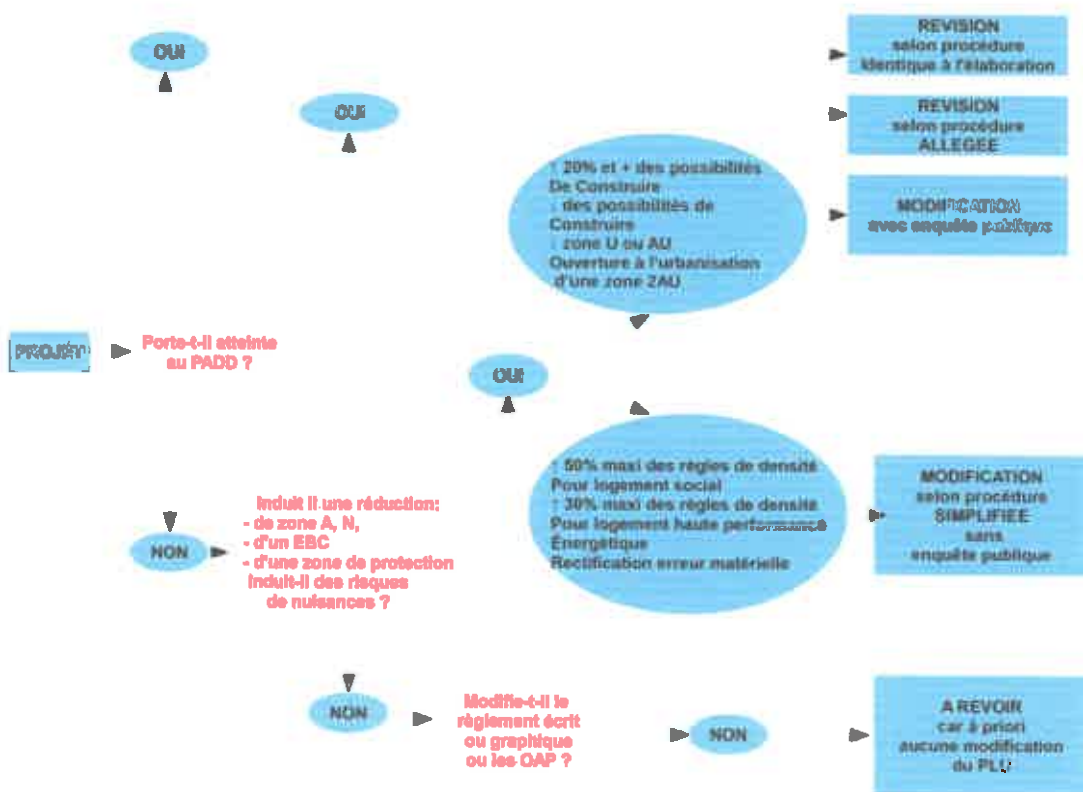 OUI
OUI
REVISION
selon procédure
identique à l'élaboration
REVISION
selon procédure
ALLEGEE
MODIFICATION
avec enquête publique
↑ 20% et + des possibilités
De Construire
↓ des possibilités de
Construire
↓ zone U ou AU
Ouverture à l'urbanisation
d'une zone 2AU
PROJET
Porte-t-il atteinte
au PADD ?
OUI
↑ 50% maxi des règles de densité
Pour logement social
↑ 30% maxi des règles de densité
Pour logement haute performance
Énergétique
Rectification erreur matérielle
MODIFICATION
selon procédure
SIMPLIFIEE
sans
enquête publique
NON
Induit il une réduction:
- de zone A, N,
- d'un EBC
- d'une zone de protection
Induit-il des risques
de nuisances ?
NON
Modifie-t-il le
règlement écrit
ou graphique
ou les OAP ?
NON
A REVOIR
car à priori
aucune modification
du PLU